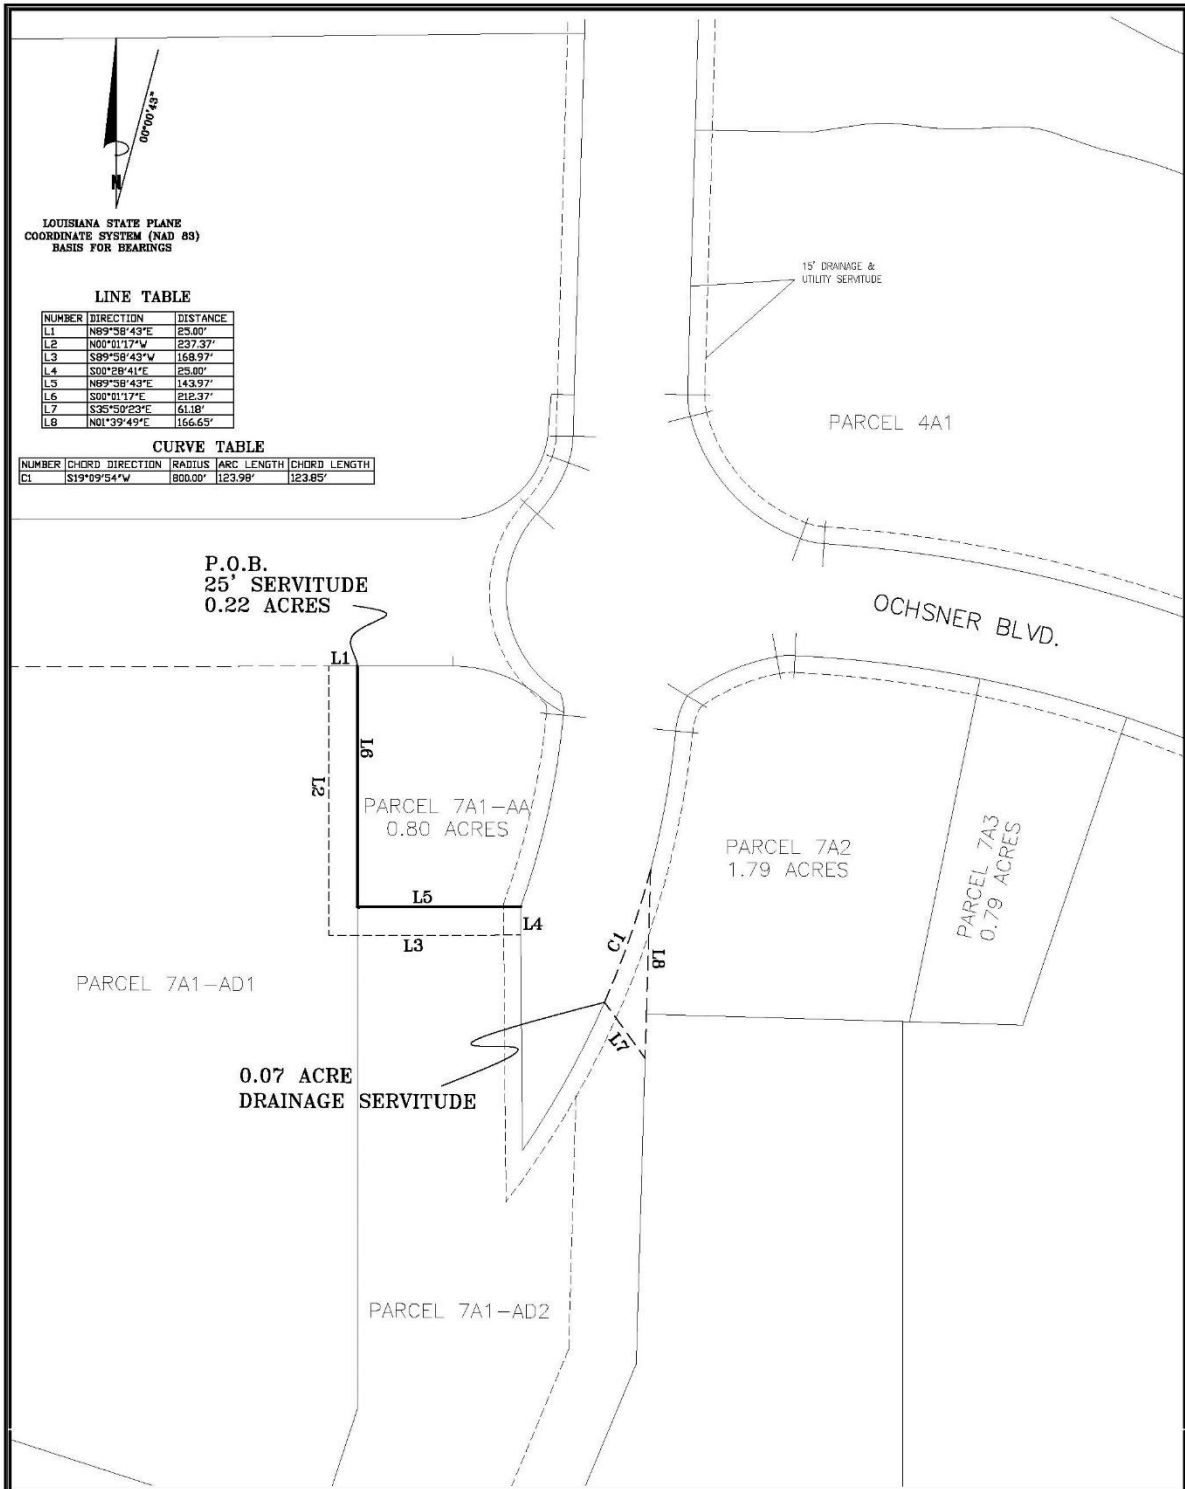 00°00'43"
N
LOUISIANA STATE PLANE
COORDINATE SYSTEM (NAD 83)
BASIS FOR BEARINGS
LINE TABLE
NUMBER DIRECTION DISTANCE
L1 N89°58'43"E 25.00'
L2 N00°01'17"W 237.37'
L3 S89°58'43"W 168.97'
L4 S00°28'41"E 25.00'
L5 N89°58'43"E 143.97'
L6 S00°01'17"E 212.37'
L7 S35°50'23"E 61.18'
L8 N01°39'49"E 166.65'
CURVE TABLE
NUMBER CHORD DIRECTION RADIUS ARC LENGTH CHORD LENGTH
C1 S19°09'54"W 800.00' 123.98' 123.85'
15' DRAINAGE &
UTILITY SERVITUDE
PARCEL 4A1
P.O.B.
25' SERVITUDE
0.22 ACRES
OCHSNER BLVD.
L1
L6
L2
PARCEL 7A1-AA
0.80 ACRES
PARCEL 7A2
1.79 ACRES
PARCEL 7A3
0.79 ACRES
L5
L4
L3
C1
L8
L7
PARCEL 7A1-AD1
0.07 ACRE
DRAINAGE SERVITUDE
PARCEL 7A1-AD2